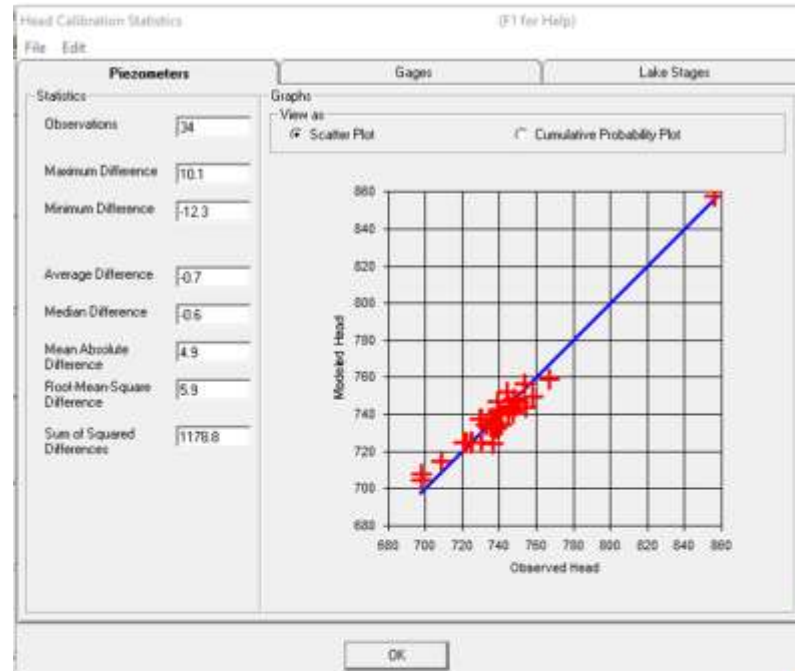 Head Calibration Statistics (F1 for Help)
File Edit
Piezometers Gages Lake Stages
Statistics
Observations 34
Maximum Difference 10.1
Minimum Difference -12.3
Average Difference -0.7
Median Difference -0.6
Mean Absolute
Difference 4.9
Root-Mean-Square
Difference 5.9
Sum of Squared
Differences 1178.8
Graphs
View as
Scatter Plot Cumulative Probability Plot
860
840
820
800
780
760
740
720
700
680
Modeled Head
680 700 720 740 760 780 800 820 840 860
Observed Head
OK